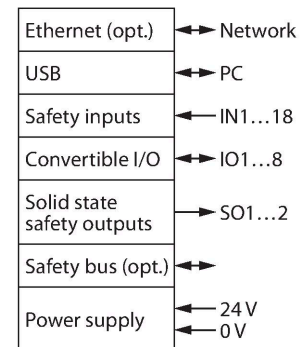 Ethernet (opt.) Network
USB PC
Safety inputs IN1...18
Convertible I/O IO1...8
Solid state
safety outputs SO1...2
Safety bus (opt.)
Power supply 24 V
0 V